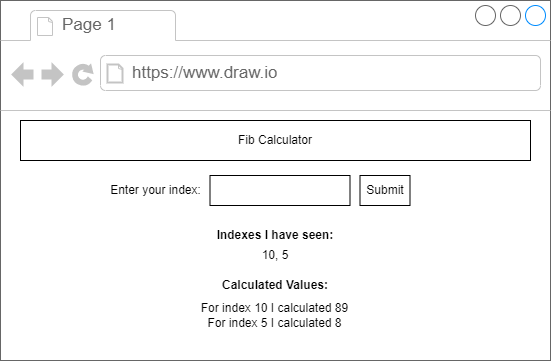 Page 1
https://www.draw.io
Fib Calculator
Enter your index: Submit
Indexes I have seen:
10, 5
Calculated Values:
For index 10 I calculated 89
For index 5 I calculated 8